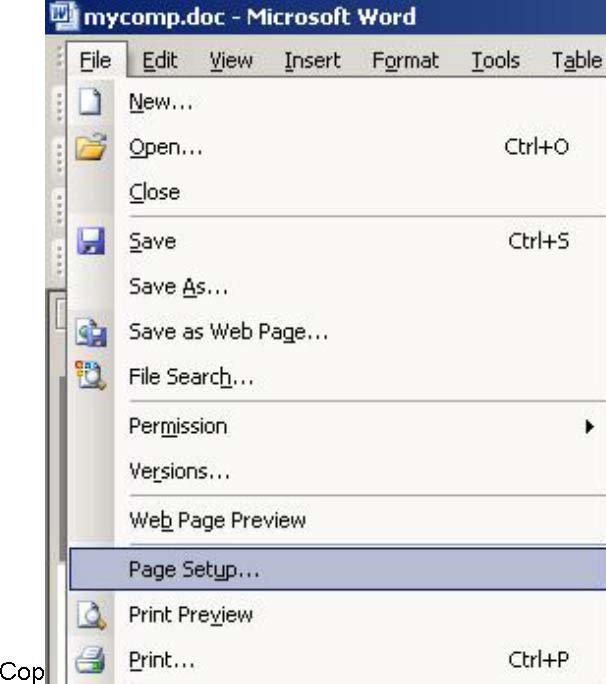 mycomp.doc - Microsoft Word
File Edit View Insert Format Tools Table
New...
Open... Ctrl+O
Close
Save Ctrl+S
Save As...
Save as Web Page...
File Search...
Permission
Versions...
Web Page Preview
Page Setup...
Print Preview
Print... Ctrl+P
Cop